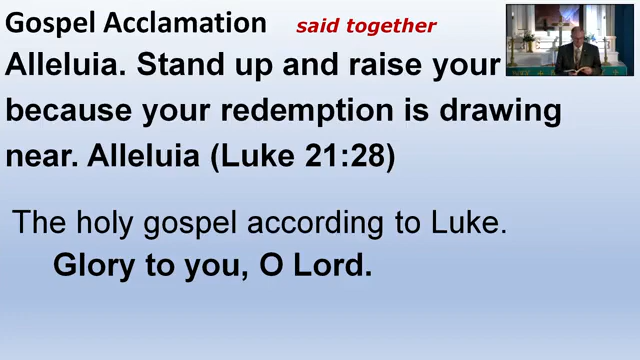 Gospel Acclamation said together
Alleluia. Stand up and raise your
because your redemption is drawing
near. Alleluia (Luke 21:28)
The holy gospel according to Luke.
Glory to you, O Lord.